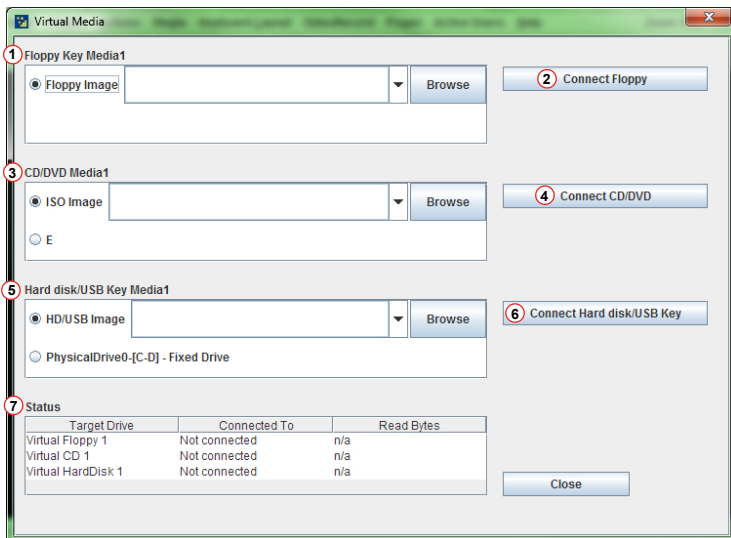 Virtual Media
1 Floppy Key Media1
Floppy Image Browse
2 Connect Floppy
3 CD/DVD Media1
ISO Image Browse
4 Connect CD/DVD
E
5 Hard disk/USB Key Media1
HD/USB Image Browse
6 Connect Hard disk/USB Key
PhysicalDrive0-[C-D] - Fixed Drive
7 Status
Target Drive Connected To Read Bytes
Virtual Floppy 1 Not connected n/a
Virtual CD 1 Not connected n/a
Virtual HardDisk 1 Not connected n/a
Close